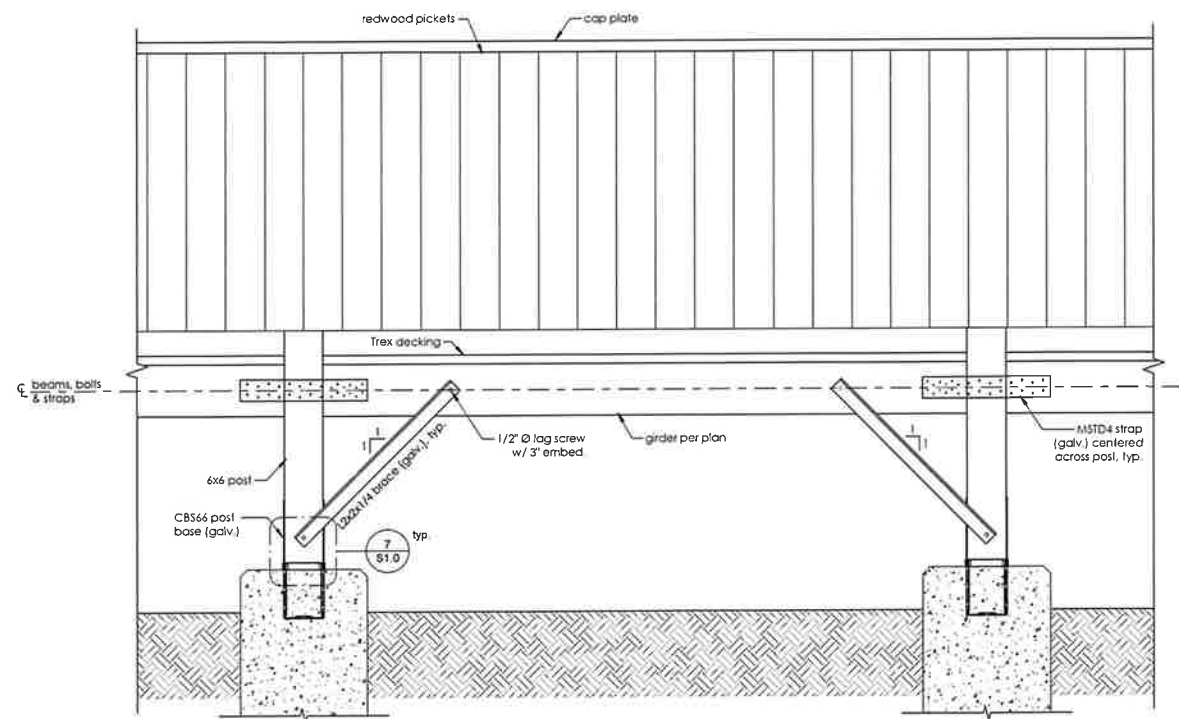 redwood pickets
cap plate
Trex decking
℄ beams, bolts
& straps
1/2" Ø lag screw
w/ 3" embed.
girder per plan
MSTD4 strap
(galv.) centered
across post, typ.
1
1
1
1
L2x2x1/4 brace (galv.), typ.
6x6 post
CBS66 post
base (galv.)
typ.
7
S1.0